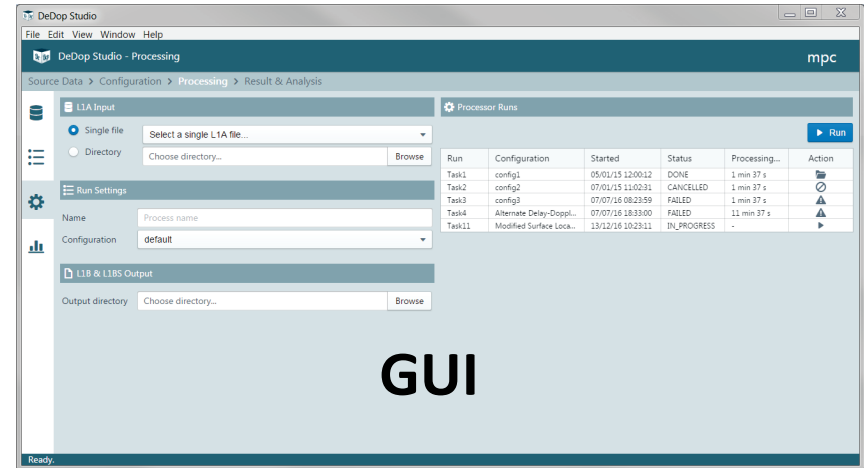 DeDop Studio
File Edit View Window Help
DeDop Studio - Processing mpc
Source Data > Configuration > Processing > Result & Analysis
L1A Input
Single file Select a single L1A file...
Directory Choose directory... Browse
Run Settings
Name Process name
Configuration default
L1B & L1BS Output
Output directory Choose directory... Browse
Processor Runs
Run
Run Configuration Started Status Processing... Action
Task1 config1 05/01/15 12:00:12 DONE 1 min 37 s
Task2 config2 07/01/15 11:02:31 CANCELLED 1 min 37 s
Task3 config3 07/07/16 08:23:59 FAILED 1 min 37 s
Task4 Alternate Delay-Doppl... 07/07/16 18:33:00 FAILED 11 min 37 s
Task11 Modified Surface Loca... 13/12/16 10:23:11 IN_PROGRESS -
GUI
Ready.